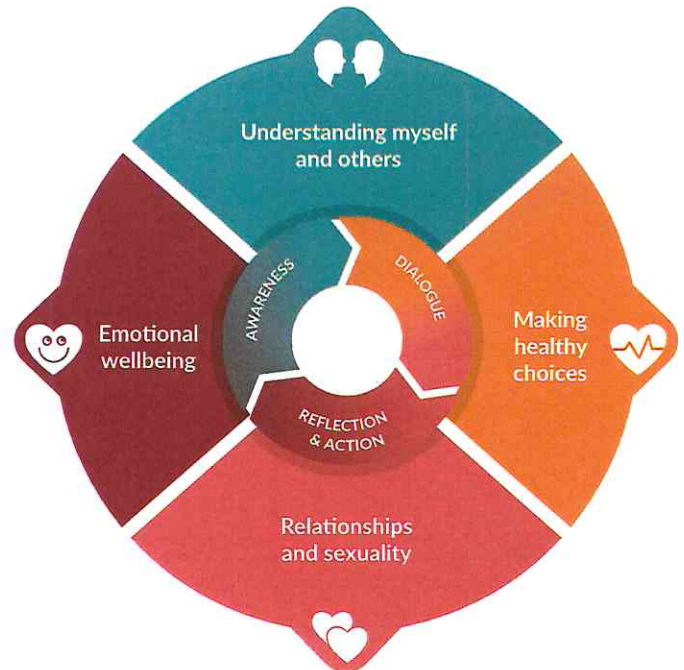 Understanding myself
and others
AWARENESS
DIALOGUE
Emotional
wellbeing
Making
healthy
choices
REFLECTION
& ACTION
Relationships
and sexuality